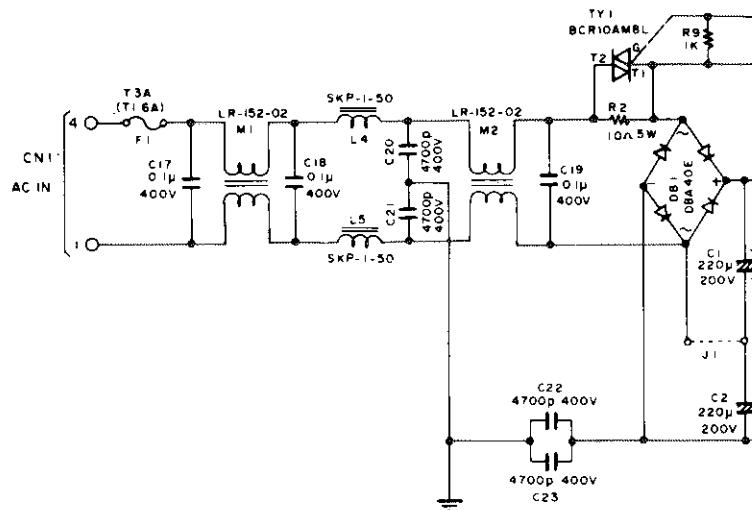 TY1
BCR10AM8L
T2
G
T1
R9
1K
T3A
(T1.6A)
F1
4
CN1
AC IN
1
C17
0.1μ
400V
LR-152-02
M1
C18
0.1μ
400V
SKP-1-50
L4
L5
SKP-1-50
C20
4700p
400V
C21
4700p
400V
LR-152-02
M2
C19
0.1μ
400V
R2
10Ω 5W
~
-
+
~
DB1
DBA40E
C1
220μ
200V
J1
C2
220μ
200V
C22
4700p 400V
4700p 400V
C23